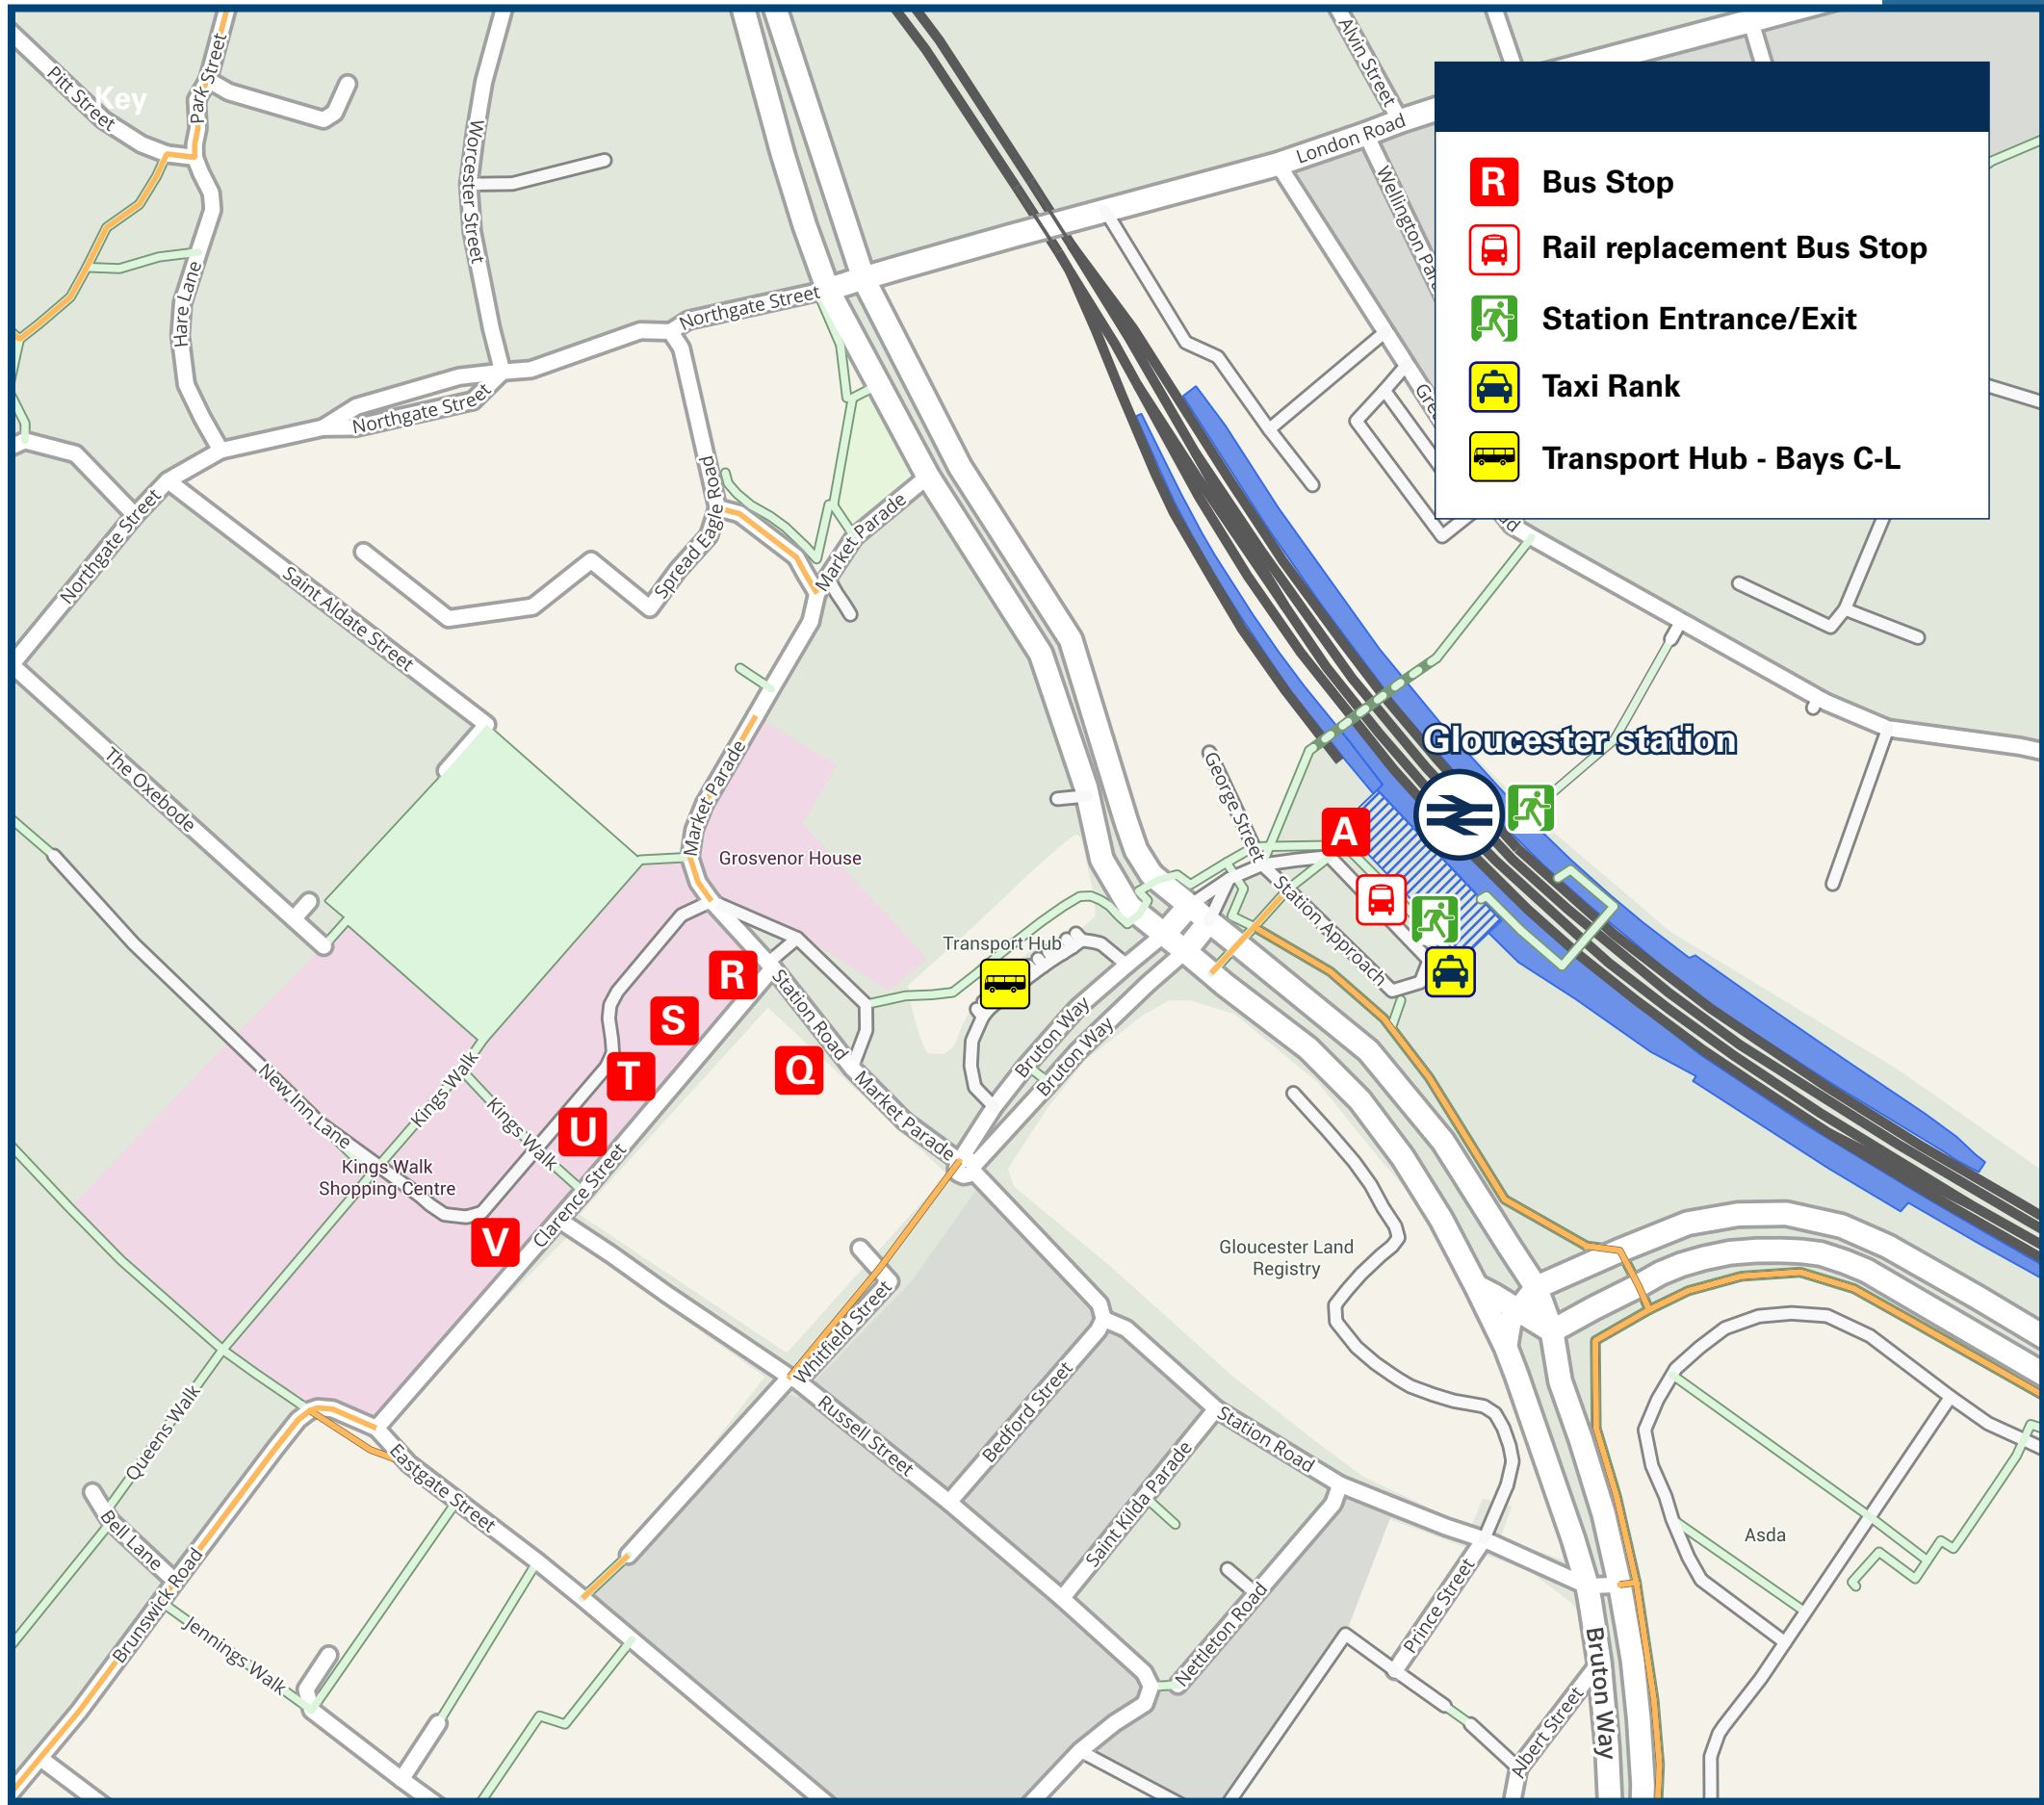 Key
Pitt Street
Park Street
Worcester Street
Hare Lane
Alvin Street
London Road
Northgate Street
Northgate Street
Northgate Street
R Bus Stop
Rail replacement Bus Stop
Station Entrance/Exit
Taxi Rank
Transport Hub - Bays C-L
Spread Eagle Road
Market Parade
Saint Aldate Street
The Oxebode
Market Parade
Grosvenor House
George Street
Gloucester station
A
Station Approach
Transport Hub
R
S
T
U
V
Q
Station Road
Market Parade
Bruton Way
Bruton Way
New Inn Lane
Kings Walk
Kings Walk
Kings Walk
Shopping Centre
Clarence Street
Gloucester Land
Registry
Whitfield Street
Russell Street
Bedford Street
Station Road
Saint Kilda Parade
Queens Walk
Eastgate Street
Bell Lane
Brunswick Road
Jennings Walk
Nettleton Road
Prince Street
Albert Street
Bruton Way
Asda